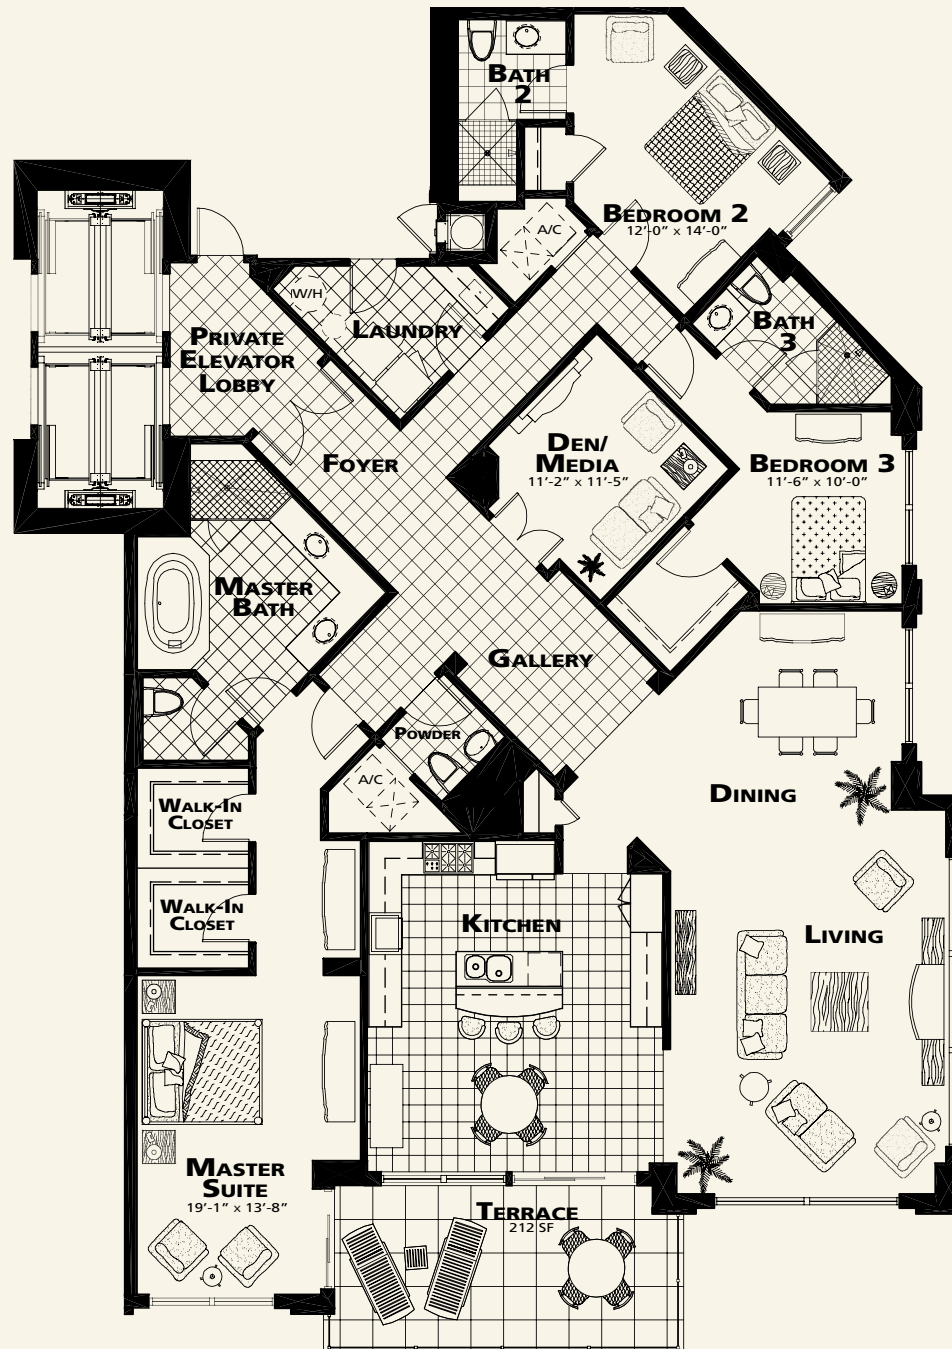 BATH
2
BEDROOM 2
12'-0" x 14'-0"
A/C
W/H
LAUNDRY
BATH
3
PRIVATE
ELEVATOR
LOBBY
FOYER
DEN/
MEDIA
11'-2" x 11'-5"
BEDROOM 3
11'-6" x 10'-0"
MASTER
BATH
GALLERY
POWDER
A/C
DINING
WALK-IN
CLOSET
WALK-IN
CLOSET
KITCHEN
LIVING
MASTER
SUITE
19'-1" x 13'-8"
TERRACE
212 SF